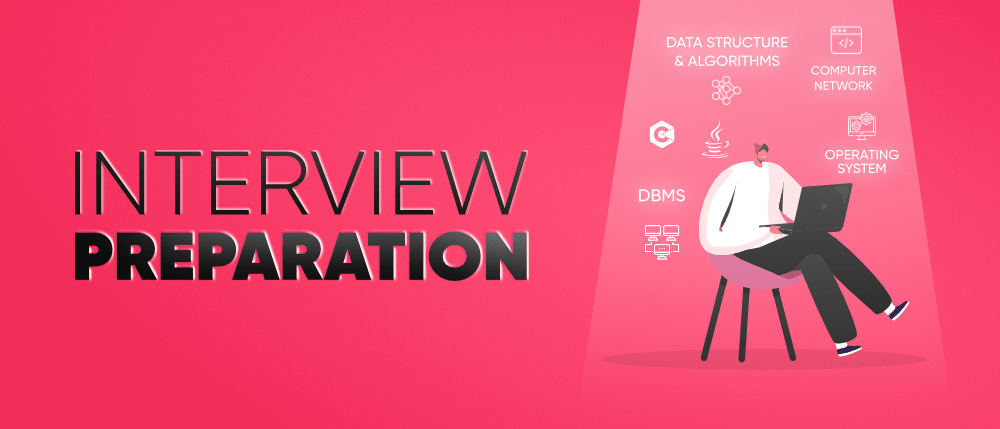 INTERVIEW
PREPARATION
DATA STRUCTURE
& ALGORITHMS
COMPUTER
NETWORK
OPERATING
SYSTEM
DBMS